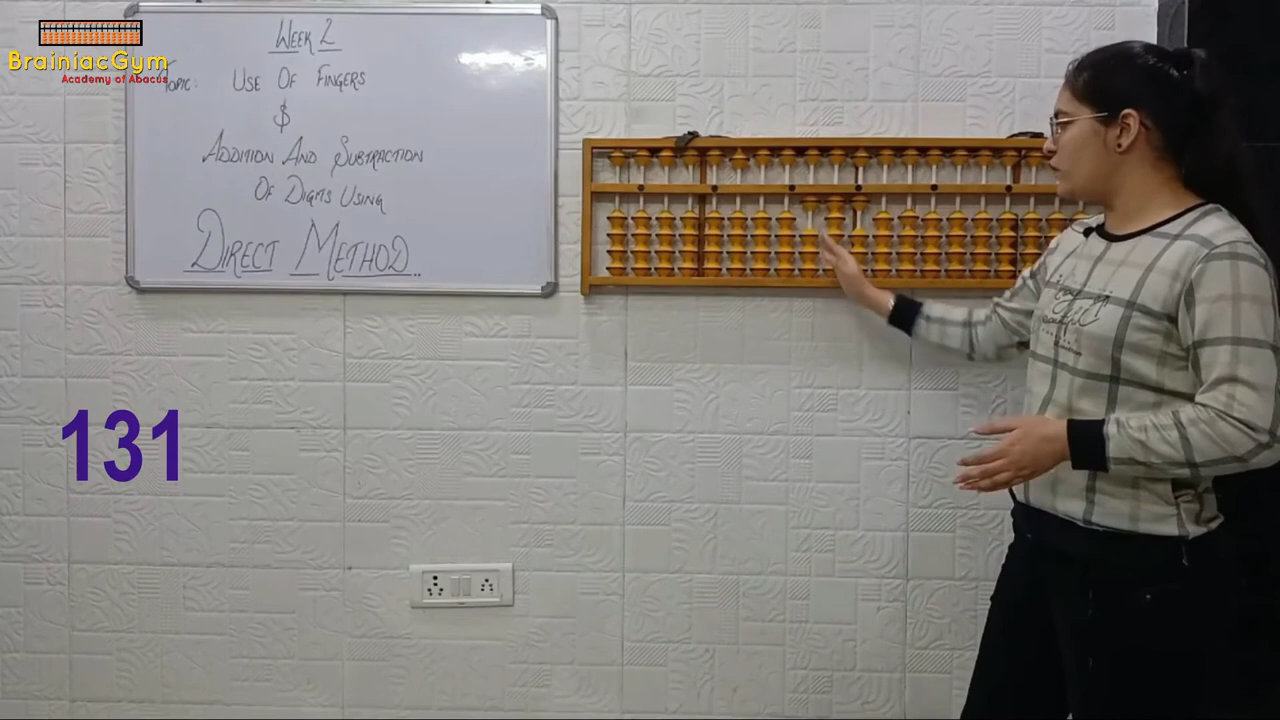 BrainiacGym
Academy of Abacus
Week 2
Topic: Use Of Fingers
$
Addition And Subtraction
Of Digits Using
Direct Method..
131